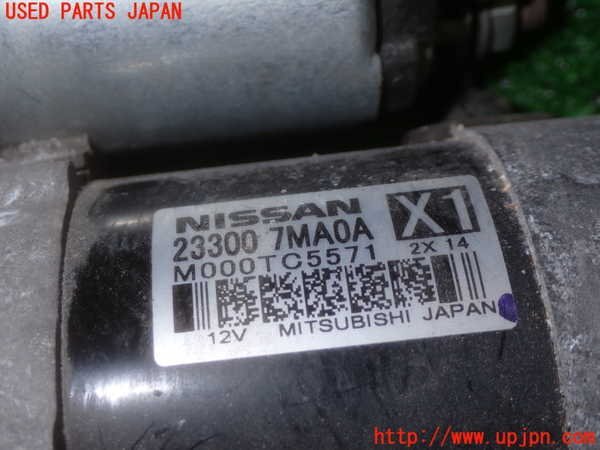 USED PARTS JAPAN
NISSAN
X1
23300 7MA0A
M000TC5571
2X 14
12V MITSUBISHI JAPAN
http://www.upjpn.com/